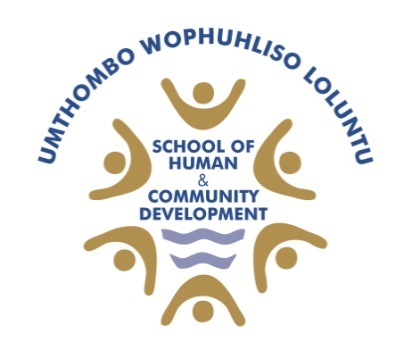 UMTHOMBO WOPHUHLISO LOLUNTU
SCHOOL OF
HUMAN
&
COMMUNITY
DEVELOPMENT